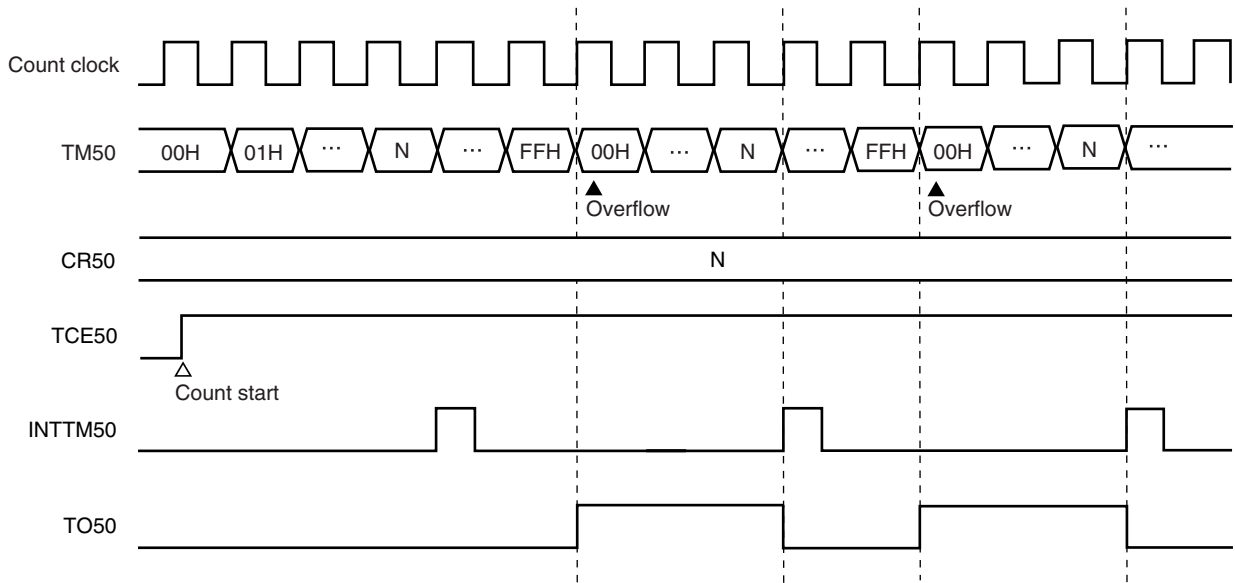 Count clock
TM50 00H 01H ... N ... FFH 00H ... N ... FFH 00H ... N ...
Overflow Overflow
CR50 N
TCE50
Count start
INTTM50
TO50